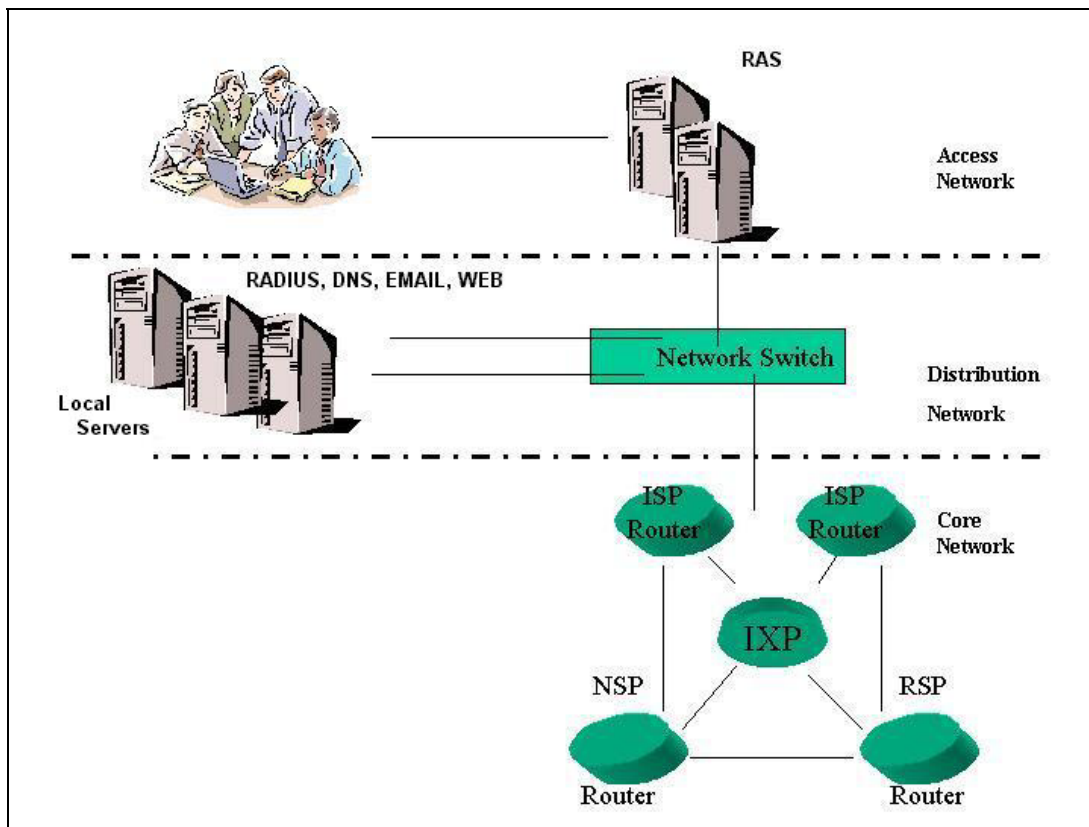 RAS
Access
Network
RADIUS, DNS, EMAIL, WEB
Network Switch
Local
Servers
Distribution
Network
ISP
Router
ISP
Router
Core
Network
IXP
NSP
RSP
Router
Router